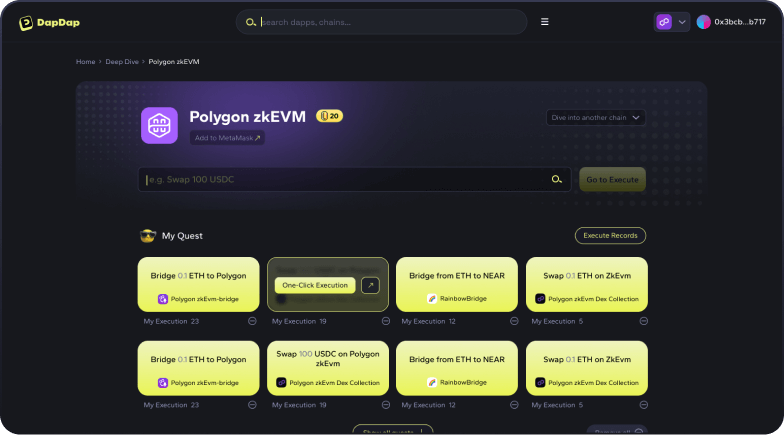 DapDap
search dapps, chains...
0x3bcb...b717
Home > Deep Dive > Polygon zkEVM
Polygon zkEVM
20
Add to MetaMask
Dive into another chain
e.g. Swap 100 USDC
Go to Execute
My Quest
Execute Records
Bridge 0.1 ETH to Polygon
Polygon zkEvm-bridge
One-Click Execution
Bridge from ETH to NEAR
RainbowBridge
Swap 0.1 ETH on ZkEvm
Polygon zkEvm Dex Collection
My Execution 23
My Execution 19
My Execution 12
My Execution 5
Bridge 0.1 ETH to Polygon
Polygon zkEvm-bridge
Swap 100 USDC on Polygon
zkEvm
Polygon zkEvm Dex Collection
Bridge from ETH to NEAR
RainbowBridge
Swap 0.1 ETH on ZkEvm
Polygon zkEvm Dex Collection
My Execution 23
My Execution 19
My Execution 12
My Execution 5
Show all quests
Remove all